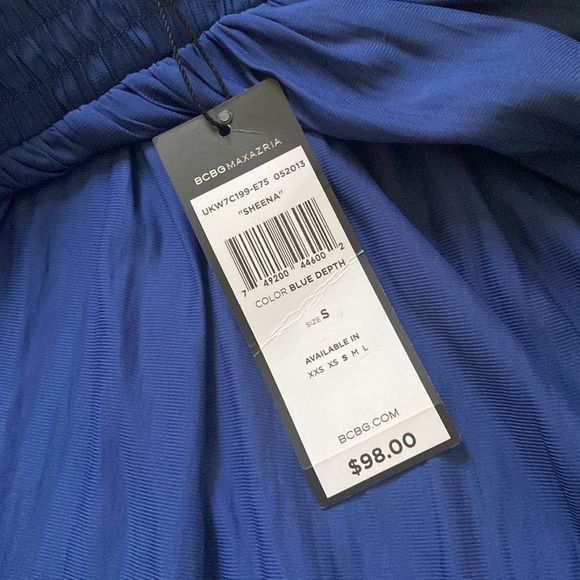 BCBGMAXAZRIA
UKW7C199-E75 052013
"SHEENA"
7 49200 44600 2
COLOR BLUE DEPTH
SIZE S
AVAILABLE IN
XXS XS S M L
BCBG.COM
$98.00